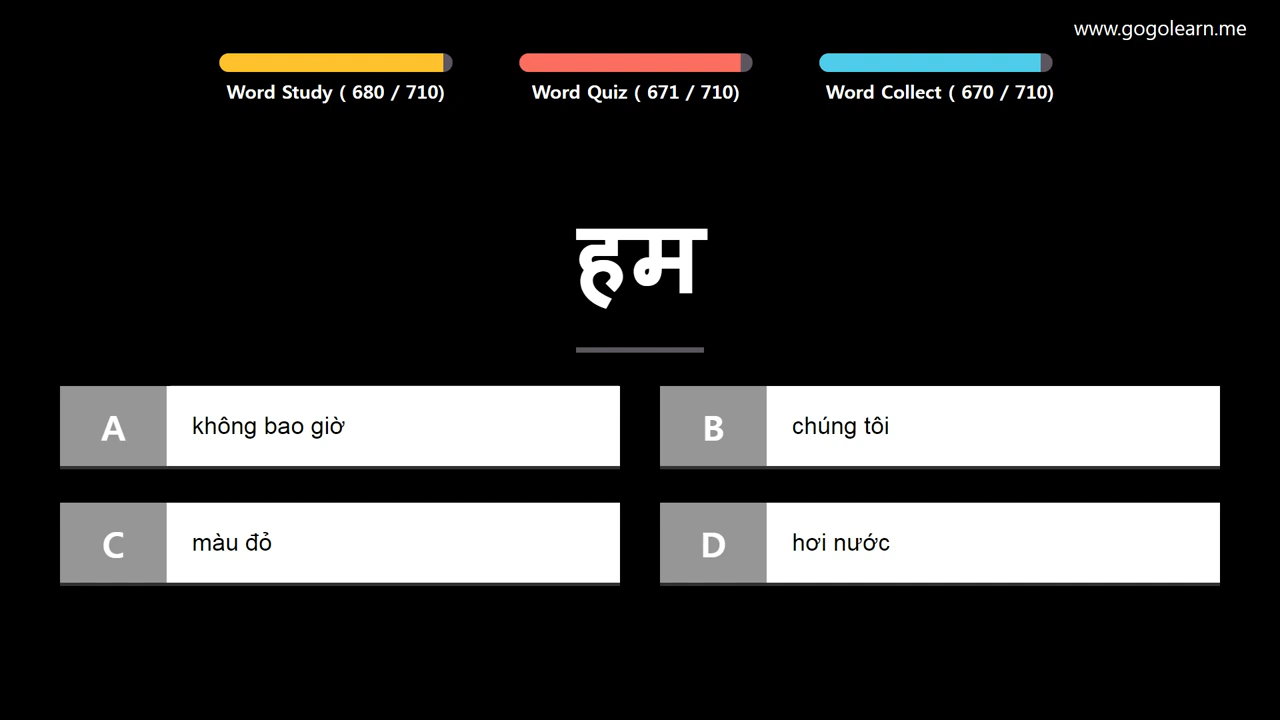 www.gogolearn.me
Word Study ( 680 / 710)
Word Quiz ( 671 / 710)
Word Collect ( 670 / 710)
हम
A không bao giờ
B chúng tôi
C màu đỏ
D hơi nước